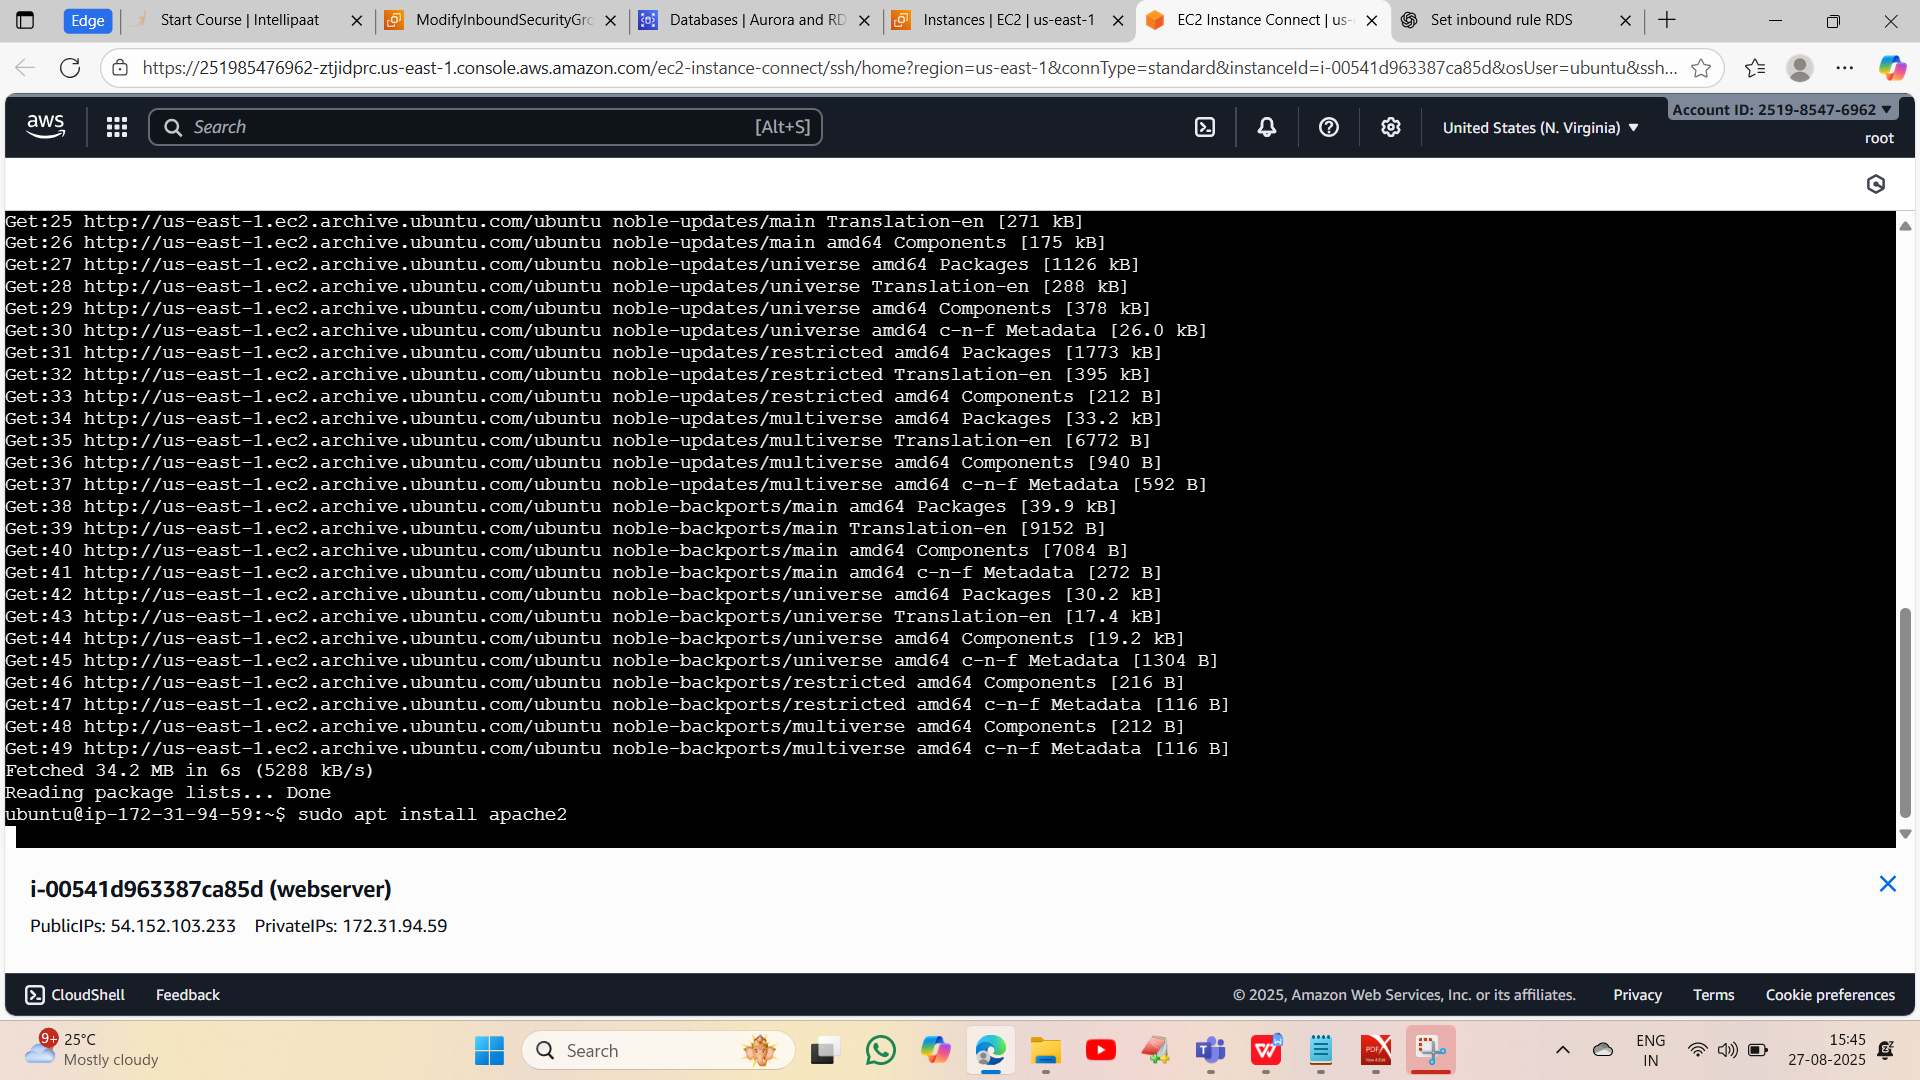 Edge
Start Course | Intellipaat
ModifyInboundSecurityGro
Databases | Aurora and RD
Instances | EC2 | us-east-1
EC2 Instance Connect | us-
Set inbound rule RDS
https://251985476962-ztjidprc.us-east-1.console.aws.amazon.com/ec2-instance-connect/ssh/home?region=us-east-1&connType=standard&instanceId=i-00541d963387ca85d&osUser=ubuntu&ssh...
aws
Search
[Alt+S]
United States (N. Virginia)
Account ID: 2519-8547-6962
root
Get:25 http://us-east-1.ec2.archive.ubuntu.com/ubuntu noble-updates/main Translation-en [271 kB]
Get:26 http://us-east-1.ec2.archive.ubuntu.com/ubuntu noble-updates/main amd64 Components [175 kB]
Get:27 http://us-east-1.ec2.archive.ubuntu.com/ubuntu noble-updates/universe amd64 Packages [1126 kB]
Get:28 http://us-east-1.ec2.archive.ubuntu.com/ubuntu noble-updates/universe Translation-en [288 kB]
Get:29 http://us-east-1.ec2.archive.ubuntu.com/ubuntu noble-updates/universe amd64 Components [378 kB]
Get:30 http://us-east-1.ec2.archive.ubuntu.com/ubuntu noble-updates/universe amd64 c-n-f Metadata [26.0 kB]
Get:31 http://us-east-1.ec2.archive.ubuntu.com/ubuntu noble-updates/restricted amd64 Packages [1773 kB]
Get:32 http://us-east-1.ec2.archive.ubuntu.com/ubuntu noble-updates/restricted Translation-en [395 kB]
Get:33 http://us-east-1.ec2.archive.ubuntu.com/ubuntu noble-updates/restricted amd64 Components [212 B]
Get:34 http://us-east-1.ec2.archive.ubuntu.com/ubuntu noble-updates/multiverse amd64 Packages [33.2 kB]
Get:35 http://us-east-1.ec2.archive.ubuntu.com/ubuntu noble-updates/multiverse Translation-en [6772 B]
Get:36 http://us-east-1.ec2.archive.ubuntu.com/ubuntu noble-updates/multiverse amd64 Components [940 B]
Get:37 http://us-east-1.ec2.archive.ubuntu.com/ubuntu noble-updates/multiverse amd64 c-n-f Metadata [592 B]
Get:38 http://us-east-1.ec2.archive.ubuntu.com/ubuntu noble-backports/main amd64 Packages [39.9 kB]
Get:39 http://us-east-1.ec2.archive.ubuntu.com/ubuntu noble-backports/main Translation-en [9152 B]
Get:40 http://us-east-1.ec2.archive.ubuntu.com/ubuntu noble-backports/main amd64 Components [7084 B]
Get:41 http://us-east-1.ec2.archive.ubuntu.com/ubuntu noble-backports/main amd64 c-n-f Metadata [272 B]
Get:42 http://us-east-1.ec2.archive.ubuntu.com/ubuntu noble-backports/universe amd64 Packages [30.2 kB]
Get:43 http://us-east-1.ec2.archive.ubuntu.com/ubuntu noble-backports/universe Translation-en [17.4 kB]
Get:44 http://us-east-1.ec2.archive.ubuntu.com/ubuntu noble-backports/universe amd64 Components [19.2 kB]
Get:45 http://us-east-1.ec2.archive.ubuntu.com/ubuntu noble-backports/universe amd64 c-n-f Metadata [1304 B]
Get:46 http://us-east-1.ec2.archive.ubuntu.com/ubuntu noble-backports/restricted amd64 Components [216 B]
Get:47 http://us-east-1.ec2.archive.ubuntu.com/ubuntu noble-backports/restricted amd64 c-n-f Metadata [116 B]
Get:48 http://us-east-1.ec2.archive.ubuntu.com/ubuntu noble-backports/multiverse amd64 Components [212 B]
Get:49 http://us-east-1.ec2.archive.ubuntu.com/ubuntu noble-backports/multiverse amd64 c-n-f Metadata [116 B]
Fetched 34.2 MB in 6s (5288 kB/s)
Reading package lists... Done
ubuntu@ip-172-31-94-59:~$ sudo apt install apache2
i-00541d963387ca85d (webserver)
PublicIPs: 54.152.103.233 PrivateIPs: 172.31.94.59
CloudShell Feedback © 2025, Amazon Web Services, Inc. or its affiliates. Privacy Terms Cookie preferences
9+
25°C
Mostly cloudy
Search
ENG
IN
15:45
27-08-2025